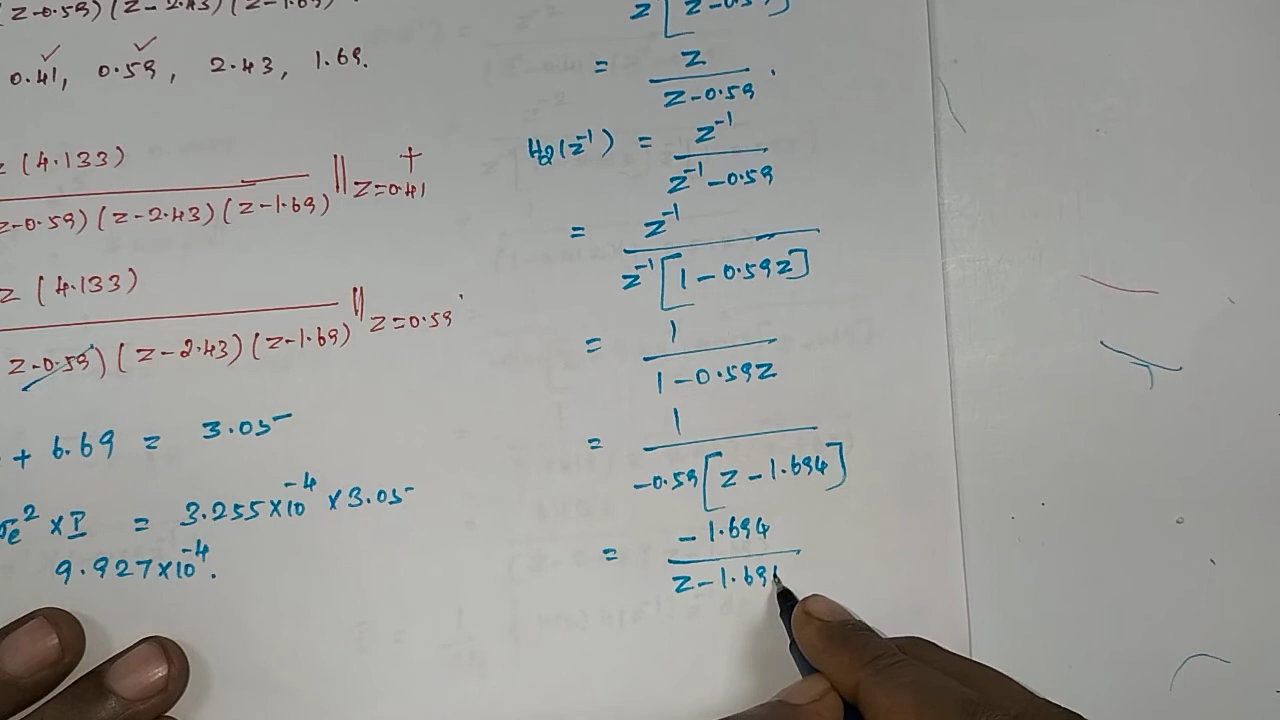 z-0.59) (z-2.43) (z-1.69)
0.41, 0.59, 2.43, 1.69.
z (4.133)
z-0.59) (z-2.43) (z-1.69) || z=0.41 +
z (4.133)
z-0.59) (z-2.43) (z-1.69) || z=0.59
+ 6.69 = 3.05
σe² × I = 3.255×10⁻⁴ × 3.05
9.927×10⁻⁴.
z [z-0.59]
= z / z-0.59.
H₂(z⁻¹) = z⁻¹ / z⁻¹-0.59
= z⁻¹ / z⁻¹[1-0.59z]
= 1 / 1-0.59z
= 1 / -0.59[z-1.694]
= -1.694 / z-1.694